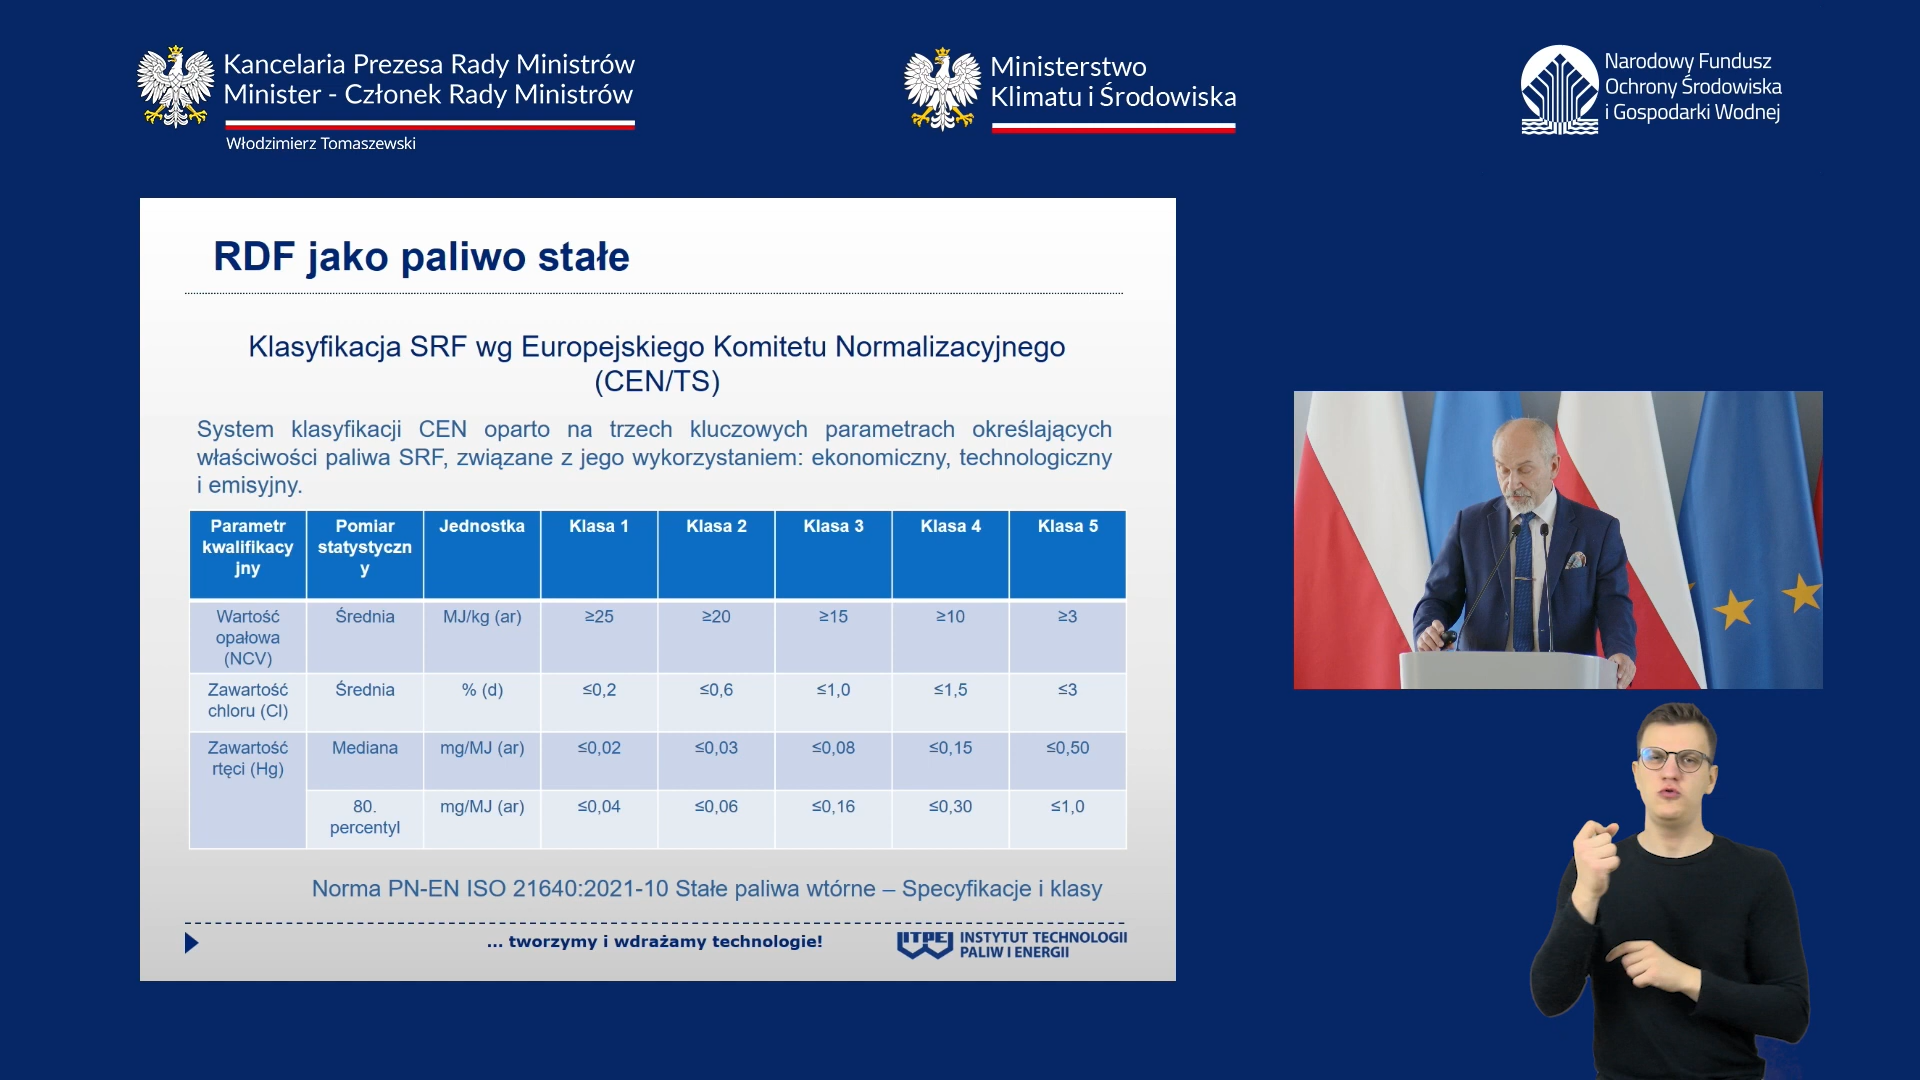 Kancelaria Prezesa Rady Ministrów
Minister - Członek Rady Ministrów
Włodzimierz Tomaszewski
Ministerstwo
Klimatu i Środowiska
Narodowy Fundusz
Ochrony Środowiska
i Gospodarki Wodnej
RDF jako paliwo stałe
Klasyfikacja SRF wg Europejskiego Komitetu Normalizacyjnego
(CEN/TS)
System klasyfikacji CEN oparto na trzech kluczowych parametrach określających
właściwości paliwa SRF, związane z jego wykorzystaniem: ekonomiczny, technologiczny
i emisyjny.
Parametr kwalifikacy jny Pomiar statystyczn y Jednostka Klasa 1 Klasa 2 Klasa 3 Klasa 4 Klasa 5
Wartość opałowa (NCV) Średnia MJ/kg (ar) ≥25 ≥20 ≥15 ≥10 ≥3
Zawartość chloru (Cl) Średnia % (d) ≤0,2 ≤0,6 ≤1,0 ≤1,5 ≤3
Zawartość rtęci (Hg) Mediana mg/MJ (ar) ≤0,02 ≤0,03 ≤0,08 ≤0,15 ≤0,50
80. percentyl mg/MJ (ar) ≤0,04 ≤0,06 ≤0,16 ≤0,30 ≤1,0
Norma PN-EN ISO 21640:2021-10 Stałe paliwa wtórne – Specyfikacje i klasy
... tworzymy i wdrażamy technologie!
ITPE INSTYTUT TECHNOLOGII
PALIW I ENERGII